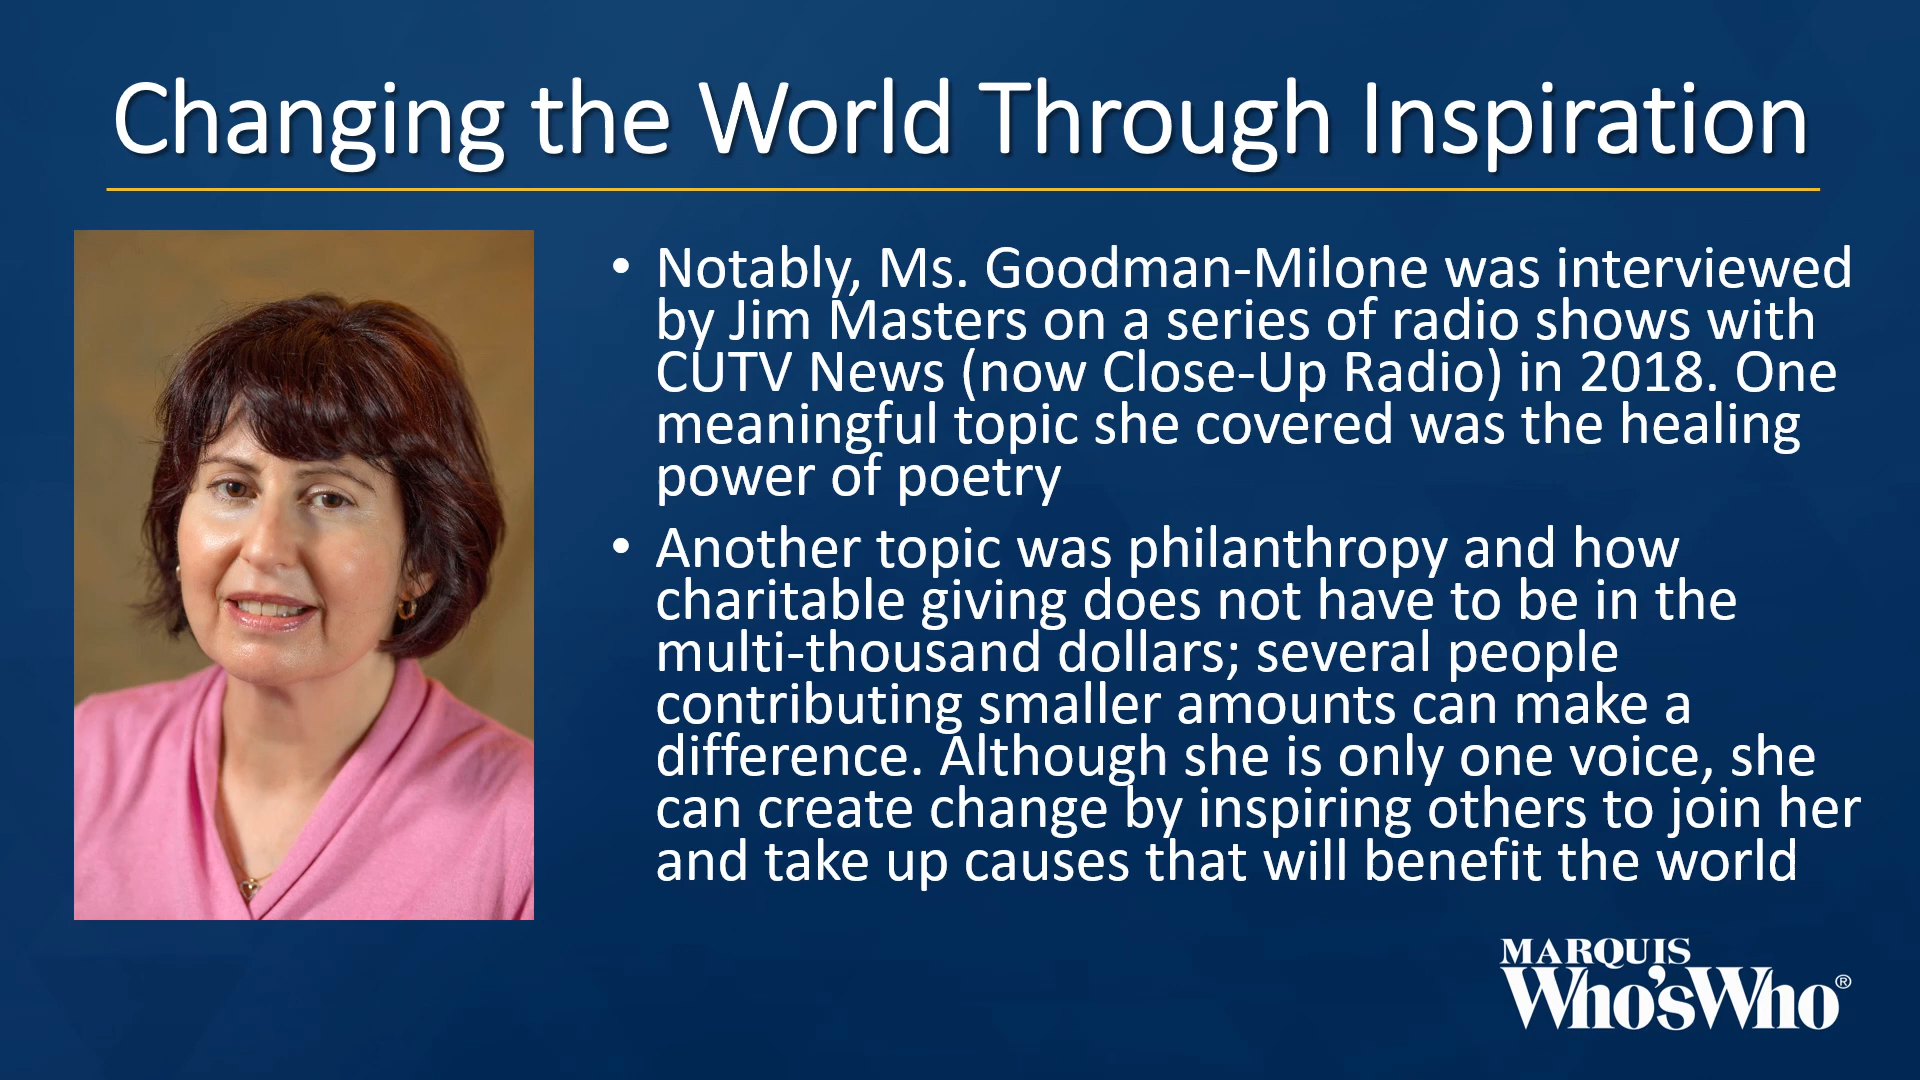 Changing the World Through Inspiration
• Notably, Ms. Goodman-Milone was interviewed
by Jim Masters on a series of radio shows with
CUTV News (now Close-Up Radio) in 2018. One
meaningful topic she covered was the healing
power of poetry
• Another topic was philanthropy and how
charitable giving does not have to be in the
multi-thousand dollars; several people
contributing smaller amounts can make a
difference. Although she is only one voice, she
can create change by inspiring others to join her
and take up causes that will benefit the world
MARQUIS
Who'sWho®